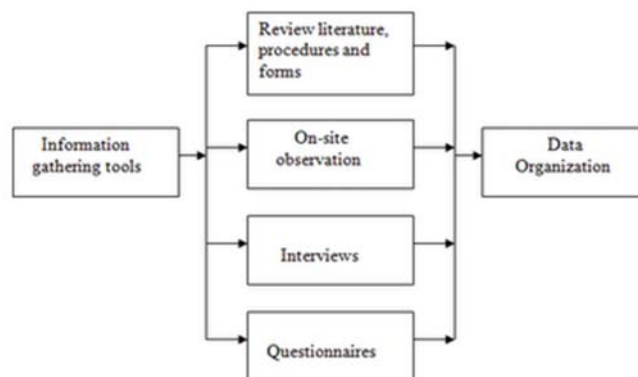 Review literature,
procedures and
forms
Information
gathering tools
On-site
observation
Data
Organization
Interviews
Questionnaires